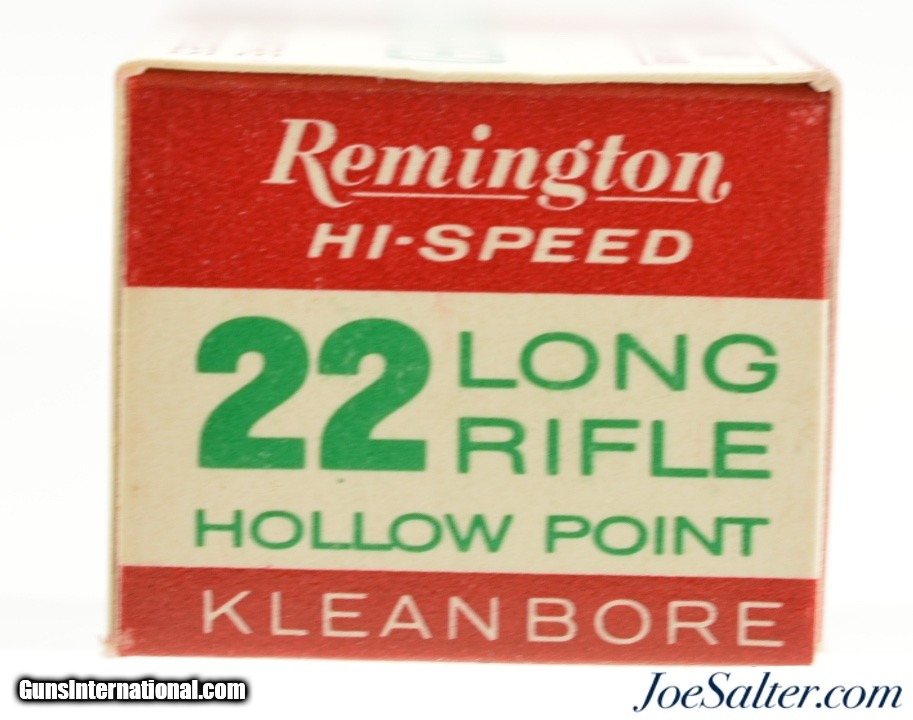 Remington
HI-SPEED
22 LONG
RIFLE
HOLLOW POINT
KLEANBORE
GunsInternational.com
JoeSalter.com